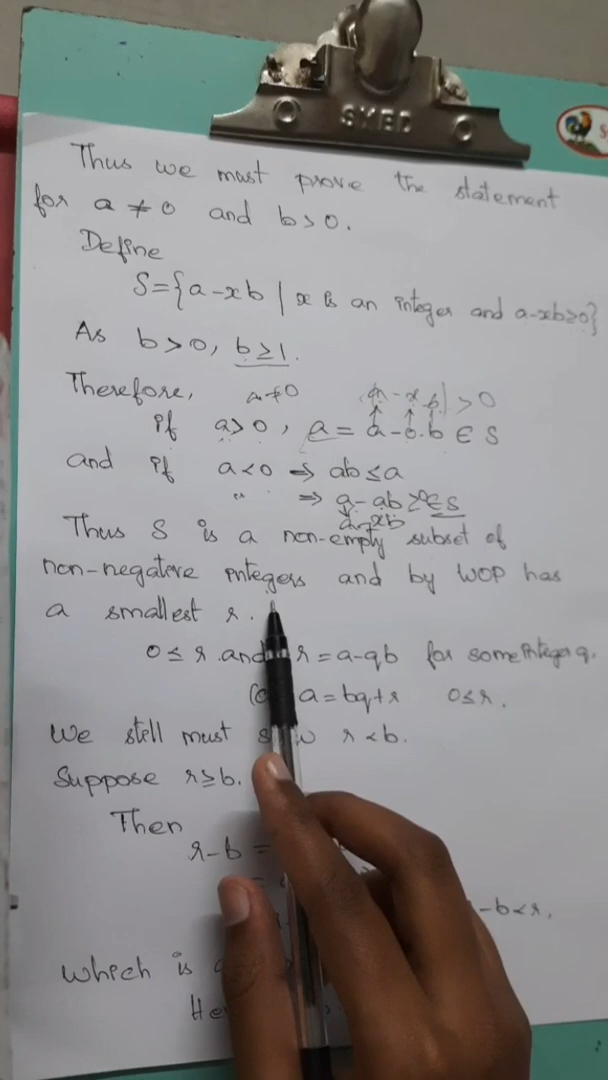 SMED
S
Thus we must prove the statement
for a ≠ 0 and b>0.
Define
S={a-xb | x is an integer and a-xb≥0}
As b>0, b≥1.
Therefore, a≠0 >0
if a>0, a = a-0.b ∈ S
and if a<0 ⇒ ab≤a
" ⇒ a-ab≥0∈S
a-xb
Thus S is a non-empty subset of
non-negative integers and by WOP has
a smallest r.
0≤r and r=a-qb for some integer q.
a=bq+r 0≤r.
We still must r<b.
Suppose r≥b.
Then
r-b =
=
-b<r,
which is